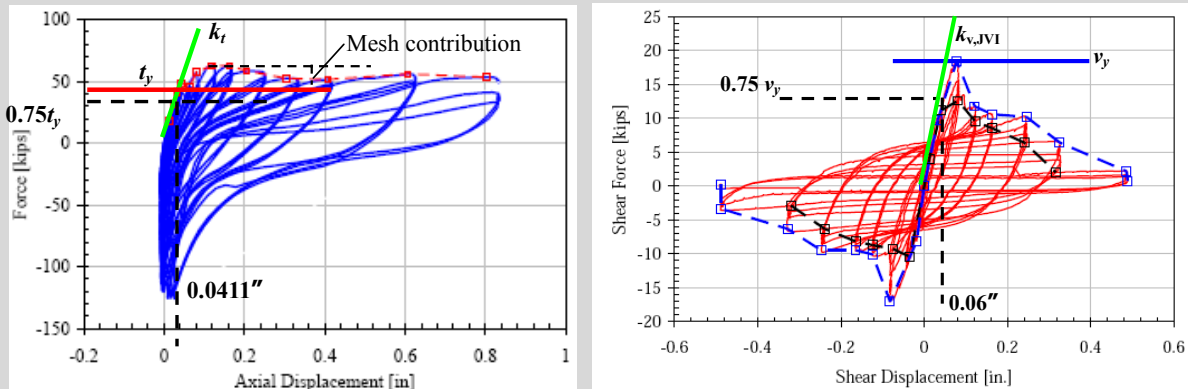 100
50
0
-50
-100
-150
Force [kips]
-0.2
0
0.2
0.4
0.6
0.8
1
Axial Displacement [in]
k_t
Mesh contribution
t_y
0.75t_y
0.0411″
25
20
15
10
5
0
-5
-10
-15
-20
Shear Force [kips]
-0.6
-0.4
-0.2
0
0.2
0.4
0.6
Shear Displacement [in.]
k_v,JVI
v_y
0.75 v_y
0.06″